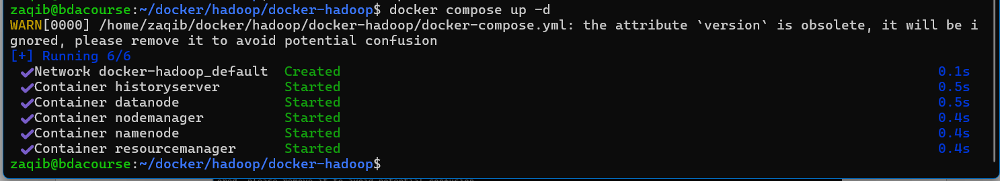 zaqib@bdacourse:~/docker/hadoop/docker-hadoop$ docker compose up -d
WARN[0000] /home/zaqib/docker/hadoop/docker-hadoop/docker-compose.yml: the attribute `version` is obsolete, it will be i
gnored, please remove it to avoid potential confusion
[+] Running 6/6
✔Network docker-hadoop_default Created 0.1s
✔Container historyserver Started 0.5s
✔Container datanode Started 0.5s
✔Container nodemanager Started 0.4s
✔Container namenode Started 0.4s
✔Container resourcemanager Started 0.4s
zaqib@bdacourse:~/docker/hadoop/docker-hadoop$